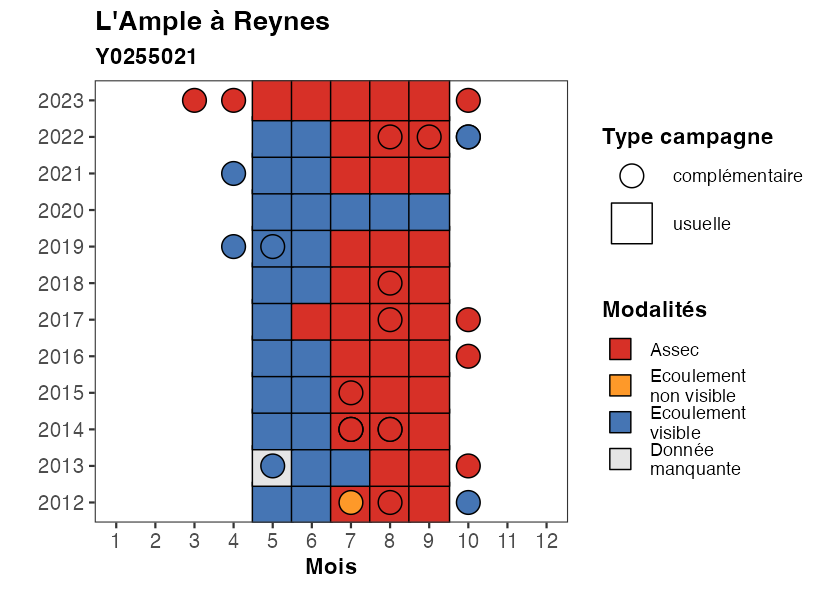 L'Ample à Reynes
Y0255021
2023
2022
2021
2020
2019
2018
2017
2016
2015
2014
2013
2012
1 2 3 4 5 6 7 8 9 10 11 12
Mois
Type campagne
complémentaire
usuelle
Modalités
Assec
Ecoulement
non visible
Ecoulement
visible
Donnée
manquante